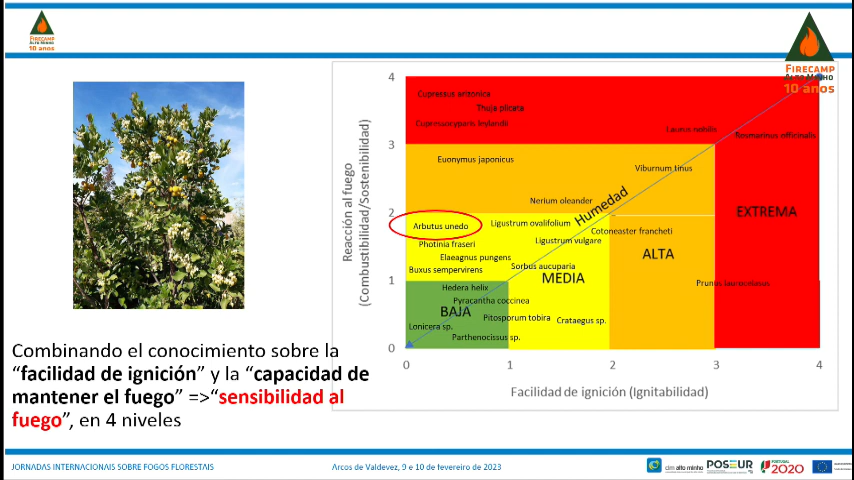 FIRECAMP
ALTO MINHO
10 anos
FIRECAMP
ALTO MINHO
10 anos
Reacción al fuego
(Combustibilidad/Sostenibilidad)
4
3
2
1
0
Cupressus arizonica
Thuja plicata
Cupressocyparis leylandii
Laurus nobilis
Rosmarinus officinalis
Euonymus japonicus
Viburnum tinus
Nerium oleander
Humedad
EXTREMA
Arbutus unedo
Ligustrum ovalifolium
Cotoneaster francheti
Photinia fraseri
Ligustrum vulgare
ALTA
Elaeagnus pungens
Buxus sempervirens
Sorbus aucuparia
MEDIA
Prunus laurocelasus
Hedera helix
Pyracantha coccinea
BAJA
Pitosporum tobira
Crataegus sp.
Lonicera sp.
Parthenocissus sp.
0 1 2 3 4
Facilidad de ignición (Ignitabilidad)
Combinando el conocimiento sobre la
“facilidad de ignición” y la “capacidad de
mantener el fuego” =>“sensibilidad al
fuego”, en 4 niveles
JORNADAS INTERNACIONAIS SOBRE FOGOS FLORESTAIS
Arcos de Valdevez, 9 e 10 de fevereiro de 2023
cim alto minho
POSEUR
PORTUGAL
2020